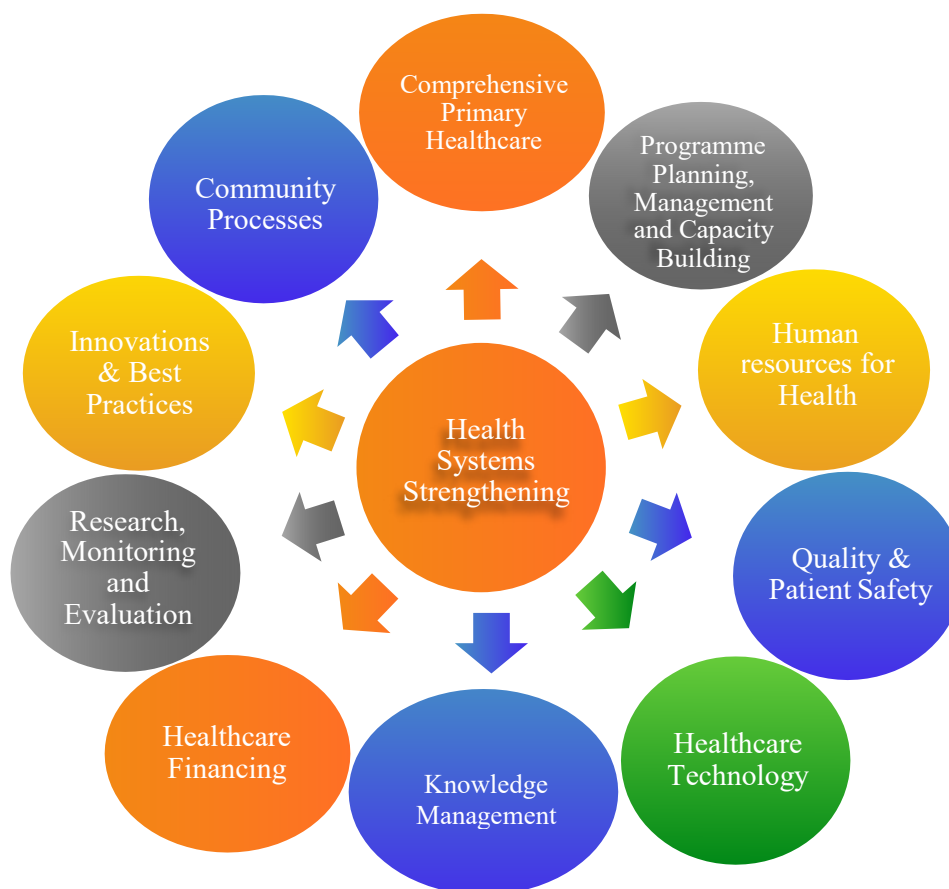 Comprehensive
Primary
Healthcare
Programme
Planning,
Management
and Capacity
Building
Human
resources for
Health
Quality &
Patient Safety
Healthcare
Technology
Knowledge
Management
Healthcare
Financing
Research,
Monitoring
and
Evaluation
Innovations
& Best
Practices
Community
Processes
Health
Systems
Strengthening